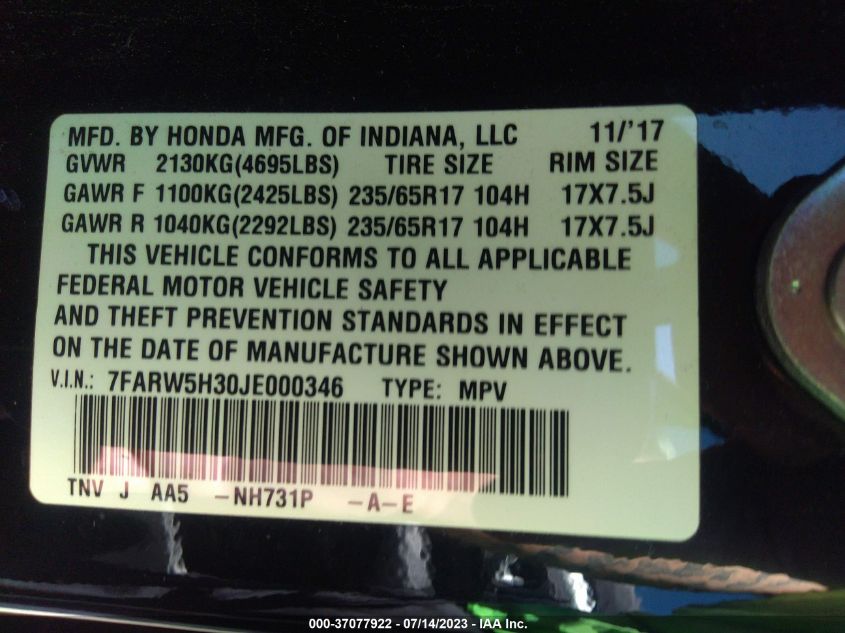 MFD. BY HONDA MFG. OF INDIANA, LLC 11/'17
GVWR 2130KG(4695LBS) TIRE SIZE RIM SIZE
GAWR F 1100KG(2425LBS) 235/65R17 104H 17X7.5J
GAWR R 1040KG(2292LBS) 235/65R17 104H 17X7.5J
THIS VEHICLE CONFORMS TO ALL APPLICABLE
FEDERAL MOTOR VEHICLE SAFETY
AND THEFT PREVENTION STANDARDS IN EFFECT
ON THE DATE OF MANUFACTURE SHOWN ABOVE.
V.I.N.: 7FARW5H30JE000346 TYPE: MPV
TNV J AA5 -NH731P -A-E
000-37077922 - 07/14/2023 - IAA Inc.